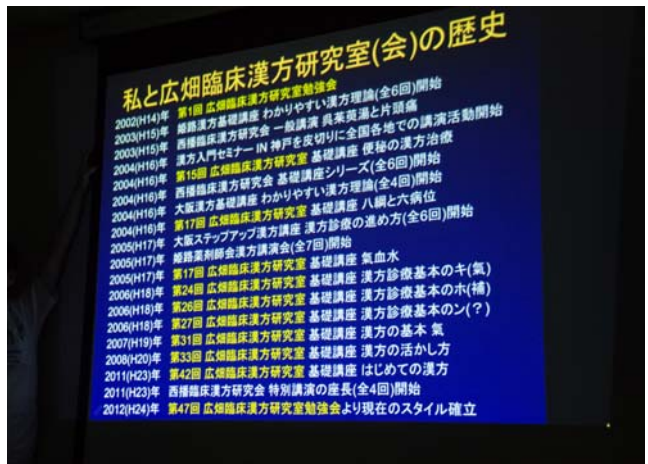 私と広畑臨床漢方研究室(会)の歴史
2002(H14)年 第1回 広畑臨床漢方研究室勉強会
2003(H15)年 姫路漢方基礎講座 わかりやすい漢方理論(全6回)開始
2003(H15)年 西播臨床漢方研究会 一般講演 呉茱萸湯と片頭痛
2004(H16)年 漢方入門セミナー IN 神戸を皮切りに全国各地での講演活動開始
2004(H16)年 第15回 広畑臨床漢方研究室 基礎講座 便秘の漢方治療
2004(H16)年 西播臨床漢方研究会 基礎講座シリーズ(全6回)開始
2004(H16)年 大阪漢方基礎講座 わかりやすい漢方理論(全4回)開始
2004(H16)年 第17回 広畑臨床漢方研究室 基礎講座 八綱と六病位
2005(H17)年 大阪ステップアップ漢方講座 漢方診療の進め方(全6回)開始
2005(H17)年 姫路薬剤師会漢方講演会(全7回)開始
2005(H17)年 第17回 広畑臨床漢方研究室 基礎講座 氣血水
2006(H18)年 第24回 広畑臨床漢方研究室 基礎講座 漢方診療基本のキ(氣)
2006(H18)年 第26回 広畑臨床漢方研究室 基礎講座 漢方診療基本のホ(補)
2006(H18)年 第27回 広畑臨床漢方研究室 基礎講座 漢方診療基本のン(?)
2007(H19)年 第31回 広畑臨床漢方研究室 基礎講座 漢方の基本 氣
2008(H20)年 第33回 広畑臨床漢方研究室 基礎講座 漢方の活かし方
2011(H23)年 第42回 広畑臨床漢方研究室 基礎講座 はじめての漢方
2011(H23)年 西播臨床漢方研究会 特別講演の座長(全4回)開始
2012(H24)年 第47回 広畑臨床漢方研究室勉強会より現在のスタイル確立